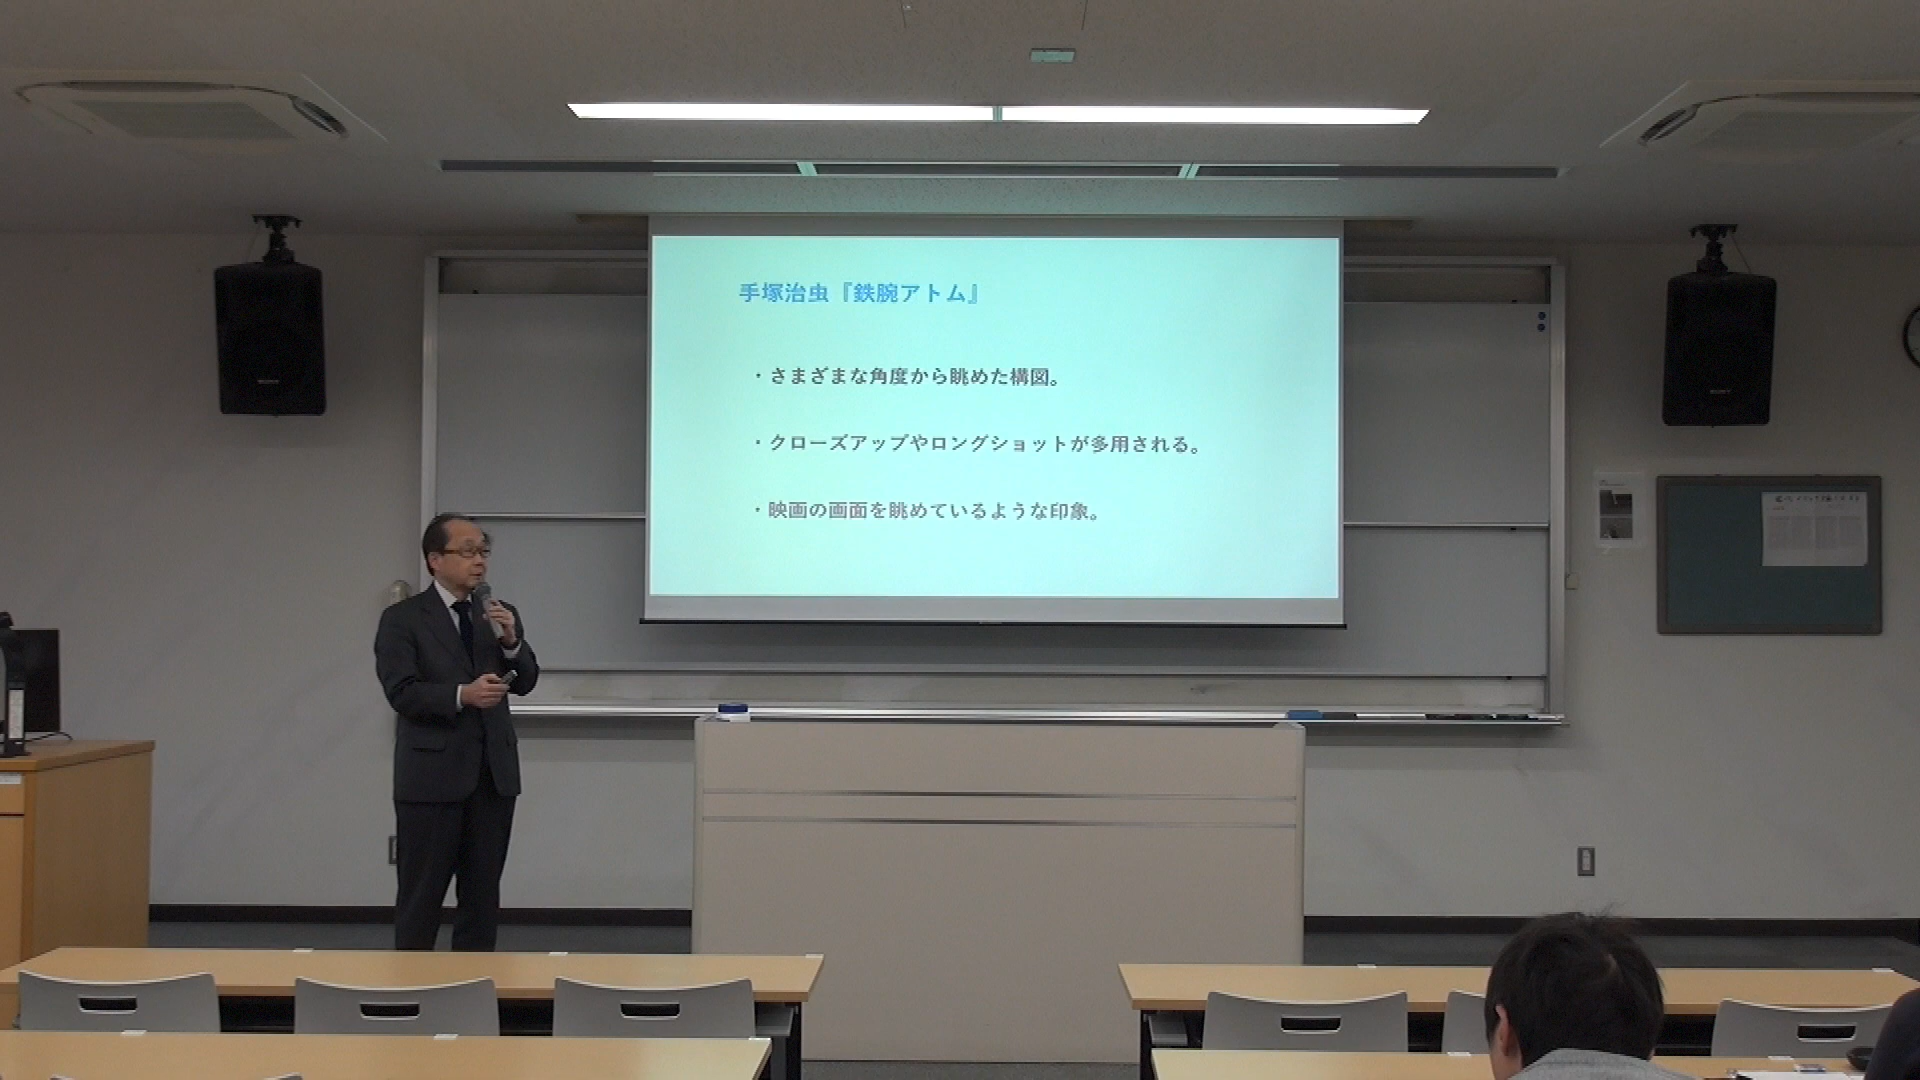 手塚治虫『鉄腕アトム』
・さまざまな角度から眺めた構図。
・クローズアップやロングショットが多用される。
・映画の画面を眺めているような印象。